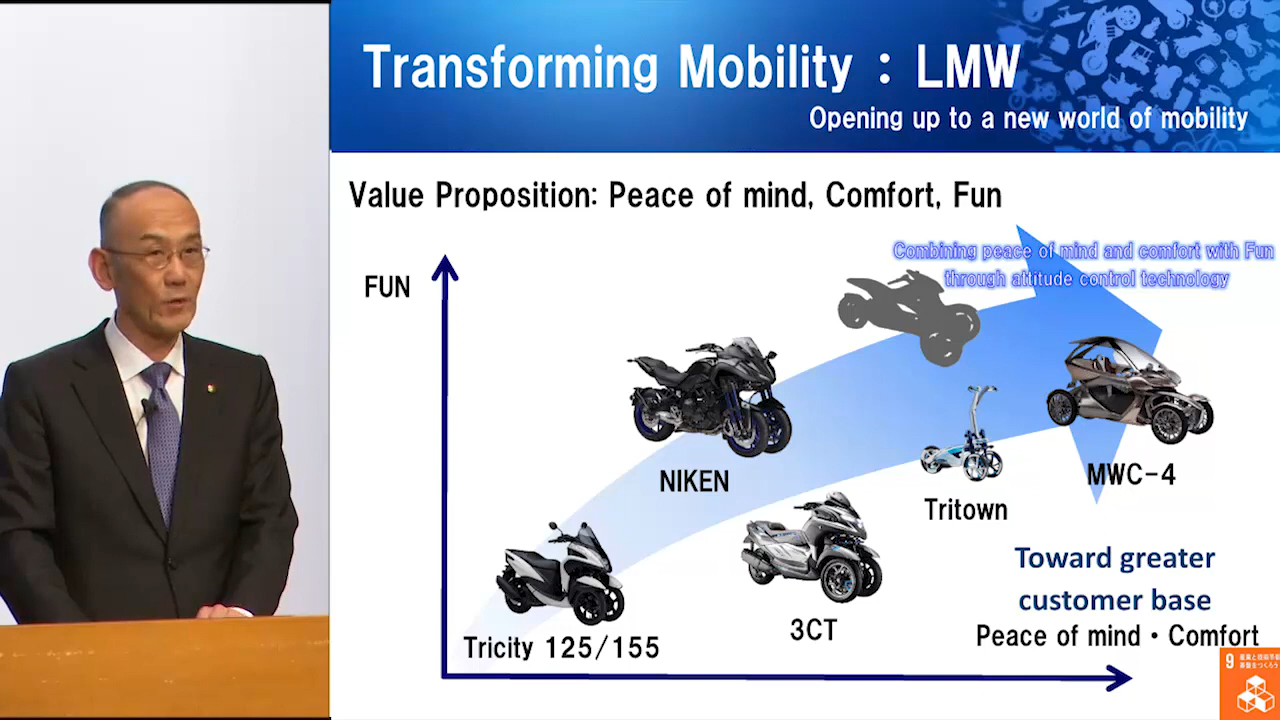 Transforming Mobility : LMW
Opening up to a new world of mobility
Value Proposition: Peace of mind, Comfort, Fun
Combining peace of mind and comfort with Fun
through attitude control technology
FUN
NIKEN
MWC-4
Tritown
Toward greater
customer base
3CT
Peace of mind・Comfort
Tricity 125/155
9